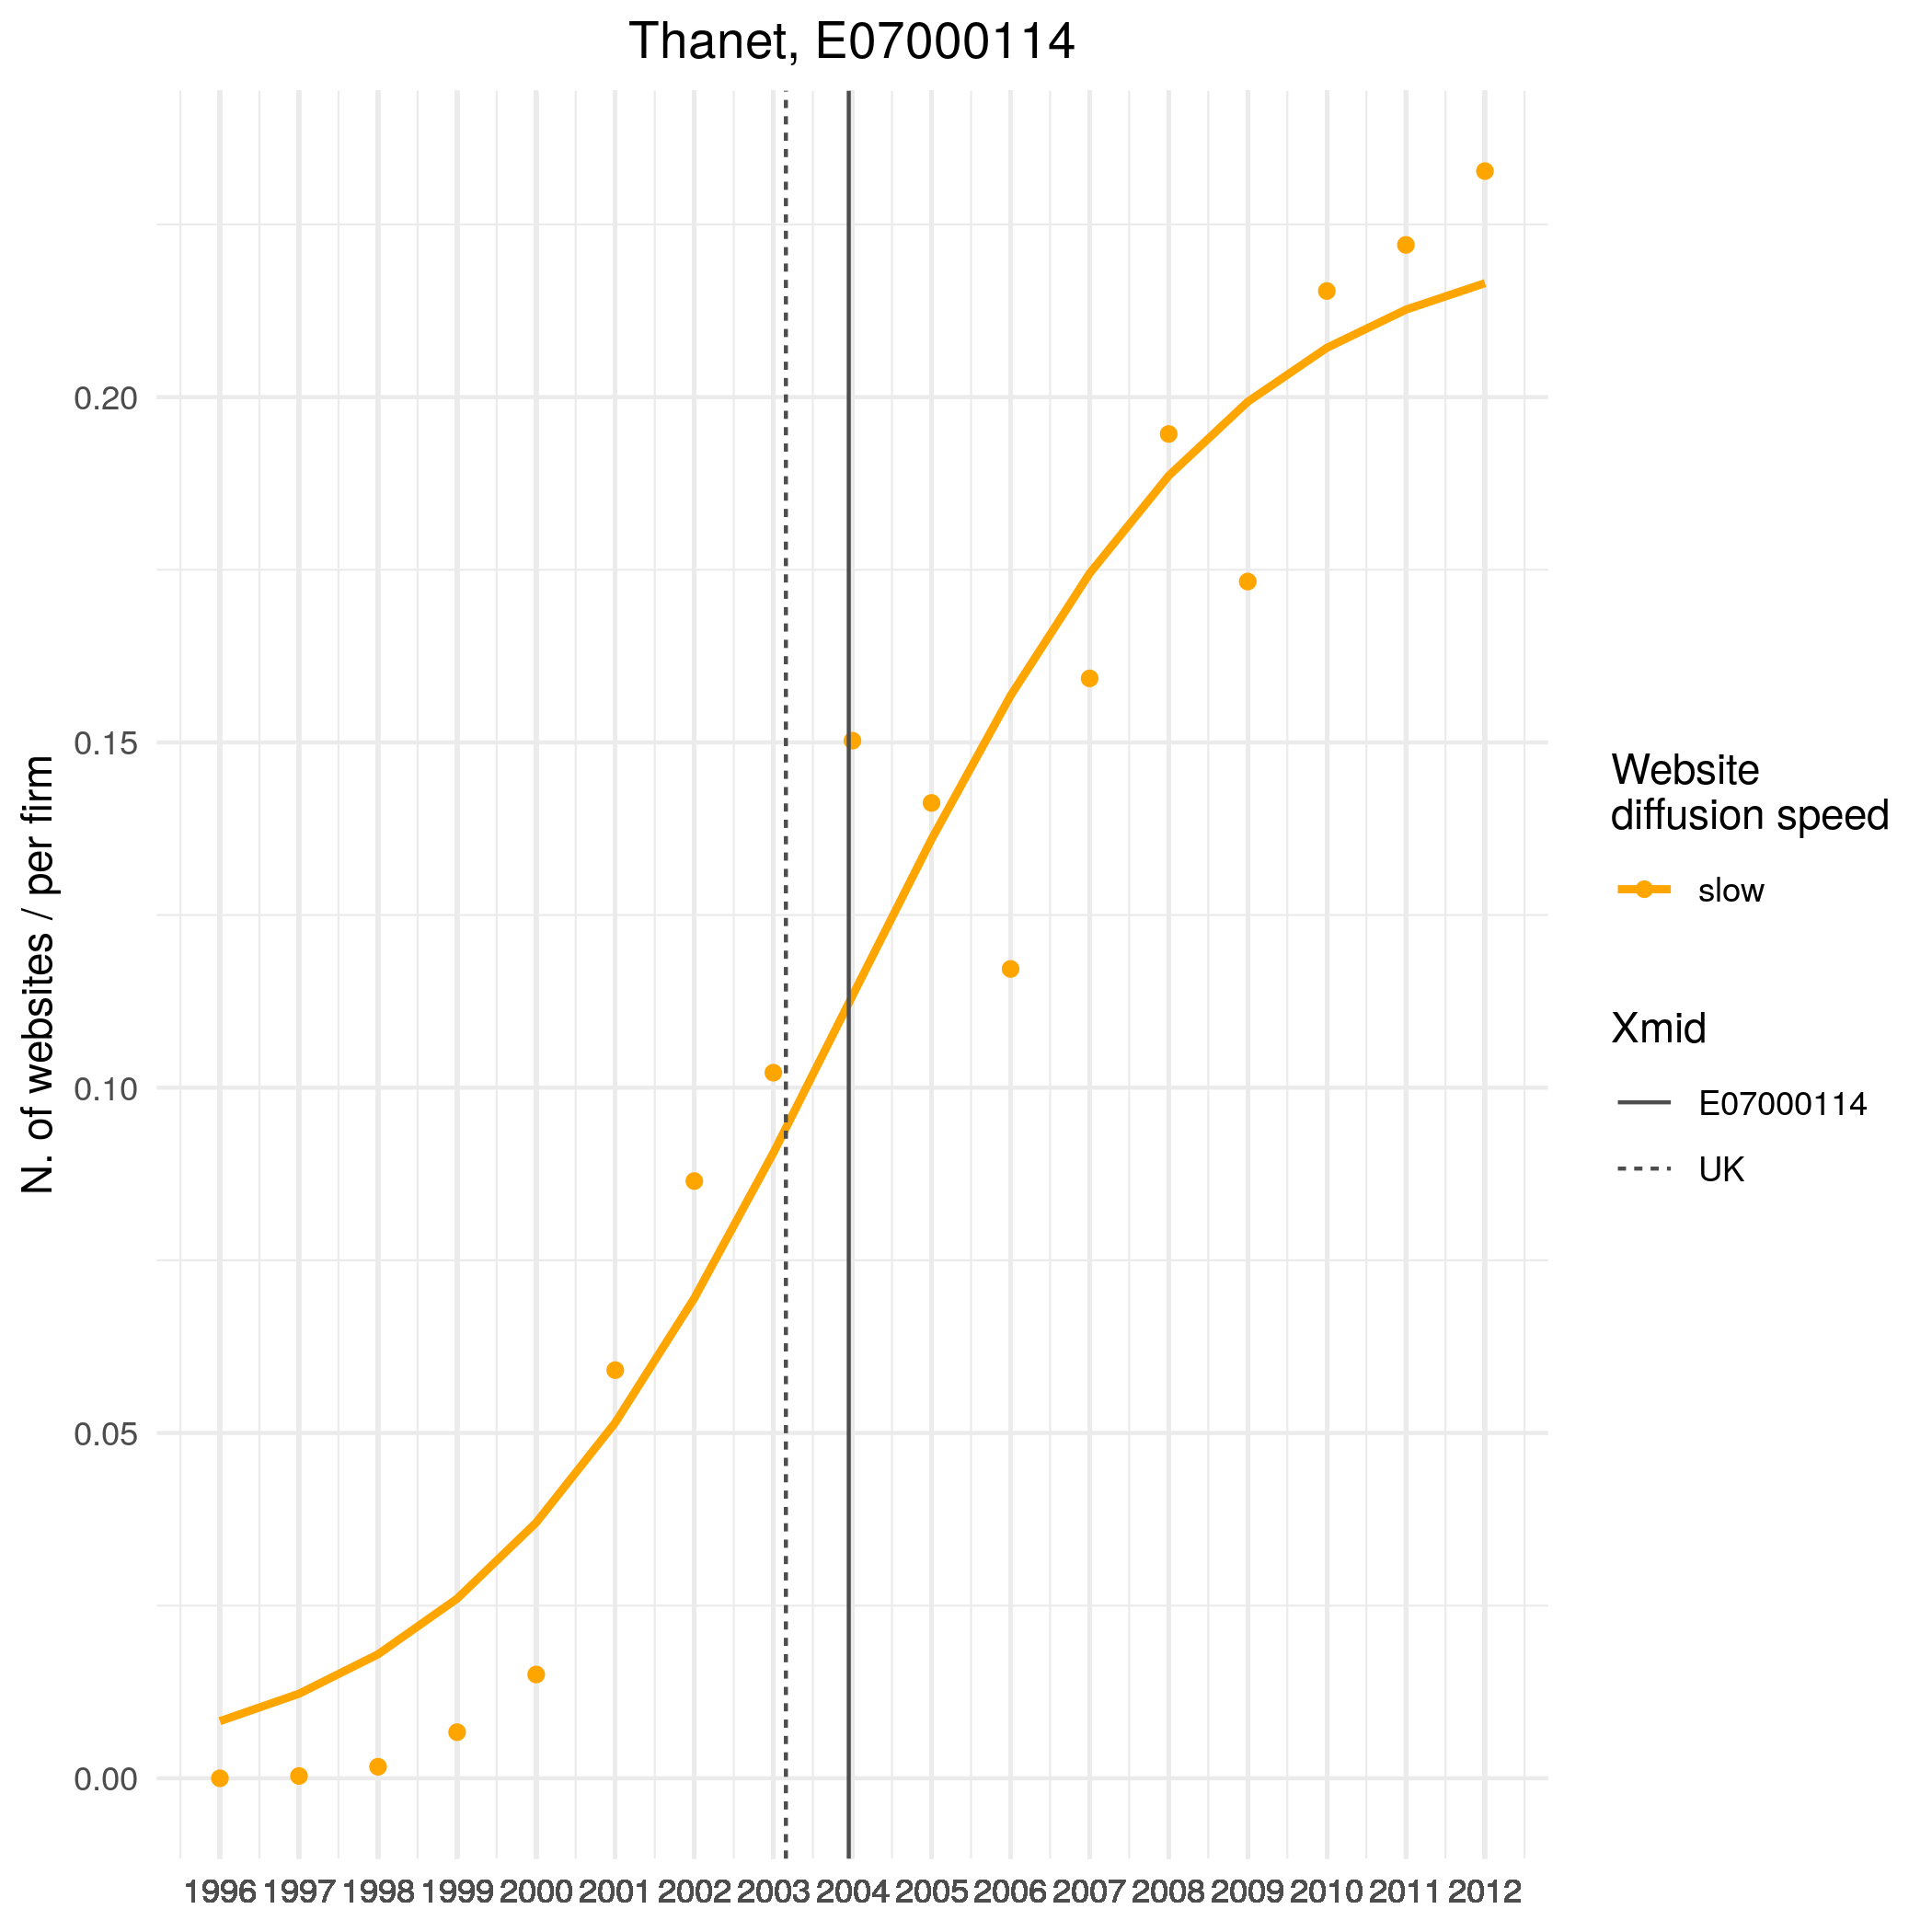 Thanet, E07000114
N. of websites / per firm
0.20
0.15
0.10
0.05
0.00
1996 1997 1998 1999 2000 2001 2002 2003 2004 2005 2006 2007 2008 2009 2010 2011 2012
Website
diffusion speed
slow
Xmid
E07000114
UK